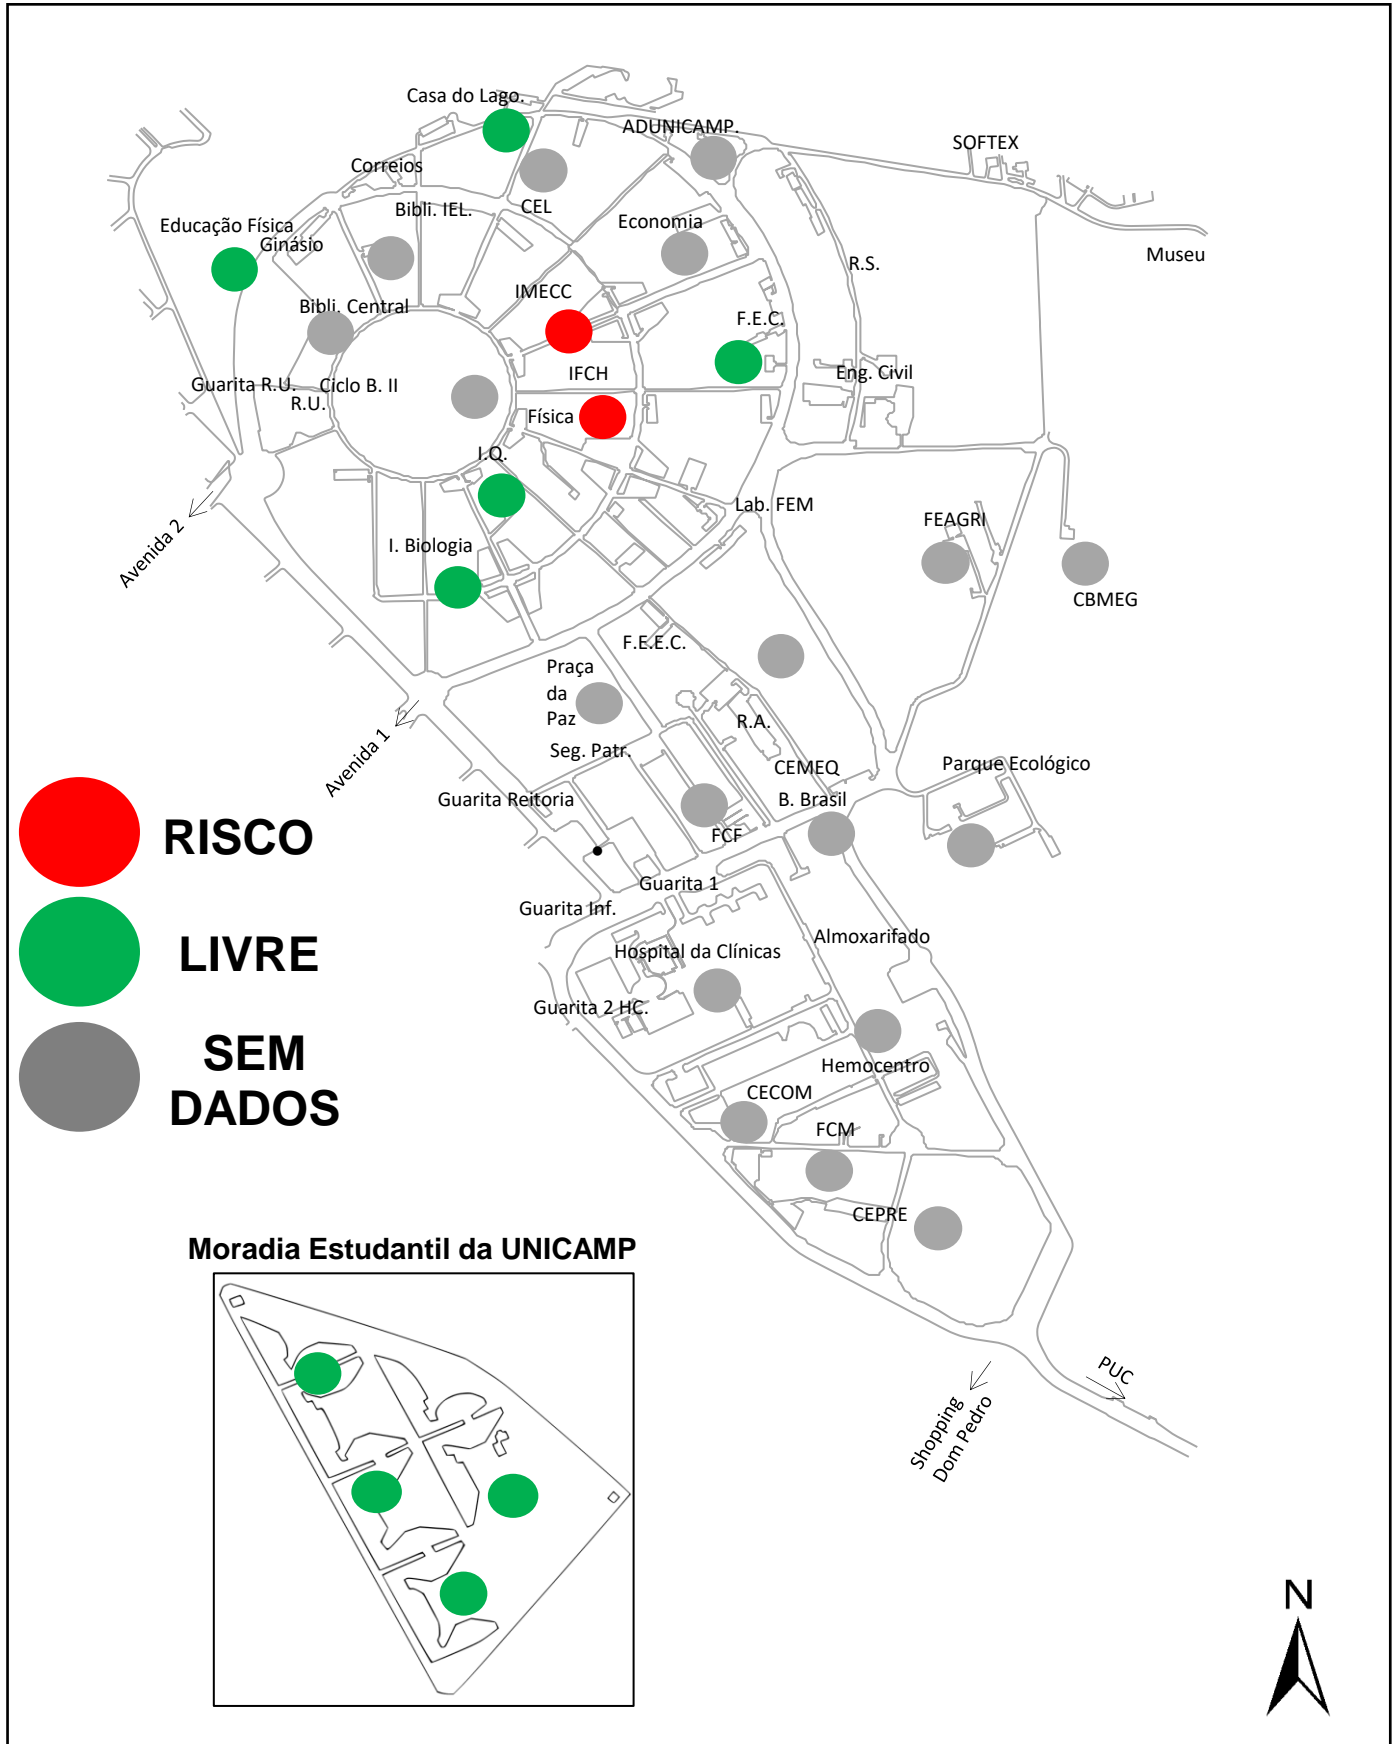 Casa do Lago.
ADUNICAMP.
SOFTEX
Correios
Bibli. IEL.
CEL
Economia
Educação Física
Ginásio
Museu
R.S.
IMECC
Bibli. Central
F.E.C.
IFCH
Eng. Civil
Guarita R.U.
Ciclo B. II
R.U.
Física
I.Q.
Lab. FEM
FEAGRI
Avenida 2
I. Biologia
CBMEG
F.E.E.C.
Praça
da
Paz
R.A.
Seg. Patr.
Avenida 1
CEMEQ
Parque Ecológico
Guarita Reitoria
B. Brasil
FCF
RISCO
Guarita 1
Guarita Inf.
LIVRE
Almoxarifado
Hospital da Clínicas
Guarita 2 HC.
SEM
DADOS
Hemocentro
CECOM
FCM
CEPRE
Moradia Estudantil da UNICAMP
PUC
Shopping
Dom Pedro
N